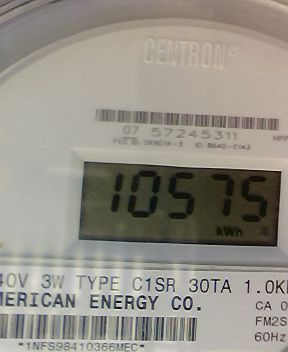 CENTRON®
07 57245311
10575
kWh
40V 3W TYPE C1SR 30TA 1.0K
MERICAN ENERGY CO.
CA 0
FM2S
60Hz
*1NFS98410366MEC*